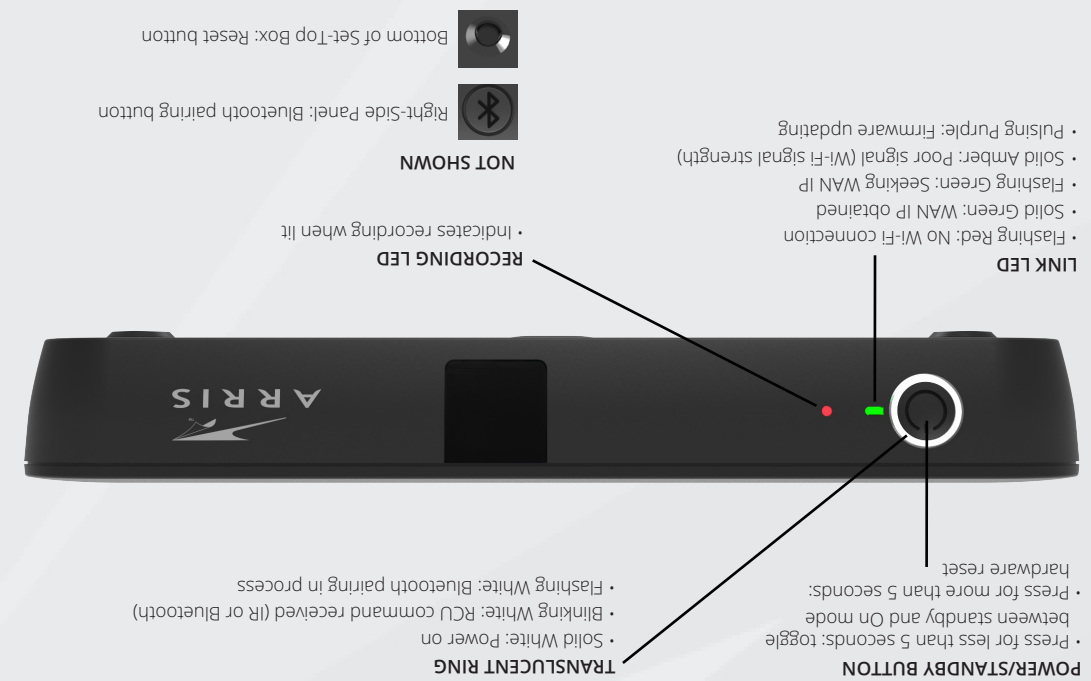 POWER/STANDBY BUTTON
• Press for less than 5 seconds: toggle
between standby and On mode
• Press for more than 5 seconds:
hardware reset
TRANSLUCENT RING
• Solid White: Power on
• Blinking White: RCU command received (IR or Bluetooth)
• Flashing White: Bluetooth pairing in process
ARRIS
LINK LED
• Flashing Red: No Wi-Fi connection
• Solid Green: WAN IP obtained
• Flashing Green: Seeking WAN IP
• Solid Amber: Poor signal (Wi-Fi signal strength)
• Pulsing Purple: Firmware updating
RECORDING LED
• Indicates recording when lit
NOT SHOWN
Right-Side Panel: Bluetooth pairing button
Bottom of Set-Top Box: Reset button